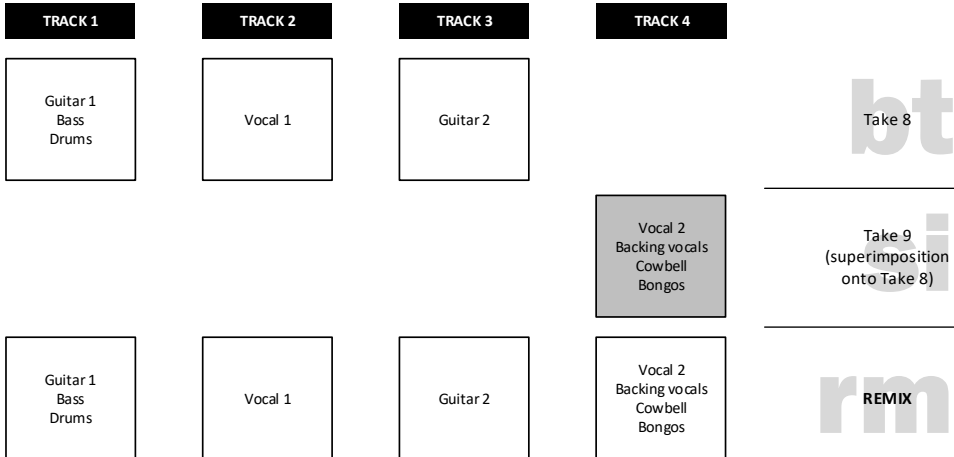 TRACK 1
TRACK 2
TRACK 3
TRACK 4
Guitar 1
Bass
Drums
Vocal 1
Guitar 2
bt
Take 8
Vocal 2
Backing vocals
Cowbell
Bongos
si
Take 9
(superimposition
onto Take 8)
Guitar 1
Bass
Drums
Vocal 1
Guitar 2
Vocal 2
Backing vocals
Cowbell
Bongos
rm
REMIX